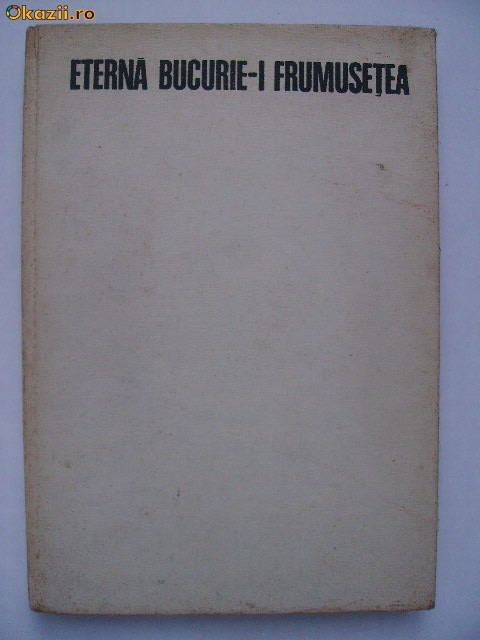 Okazii.ro
ETERNĂ BUCURIE-I FRUMUSEȚEA